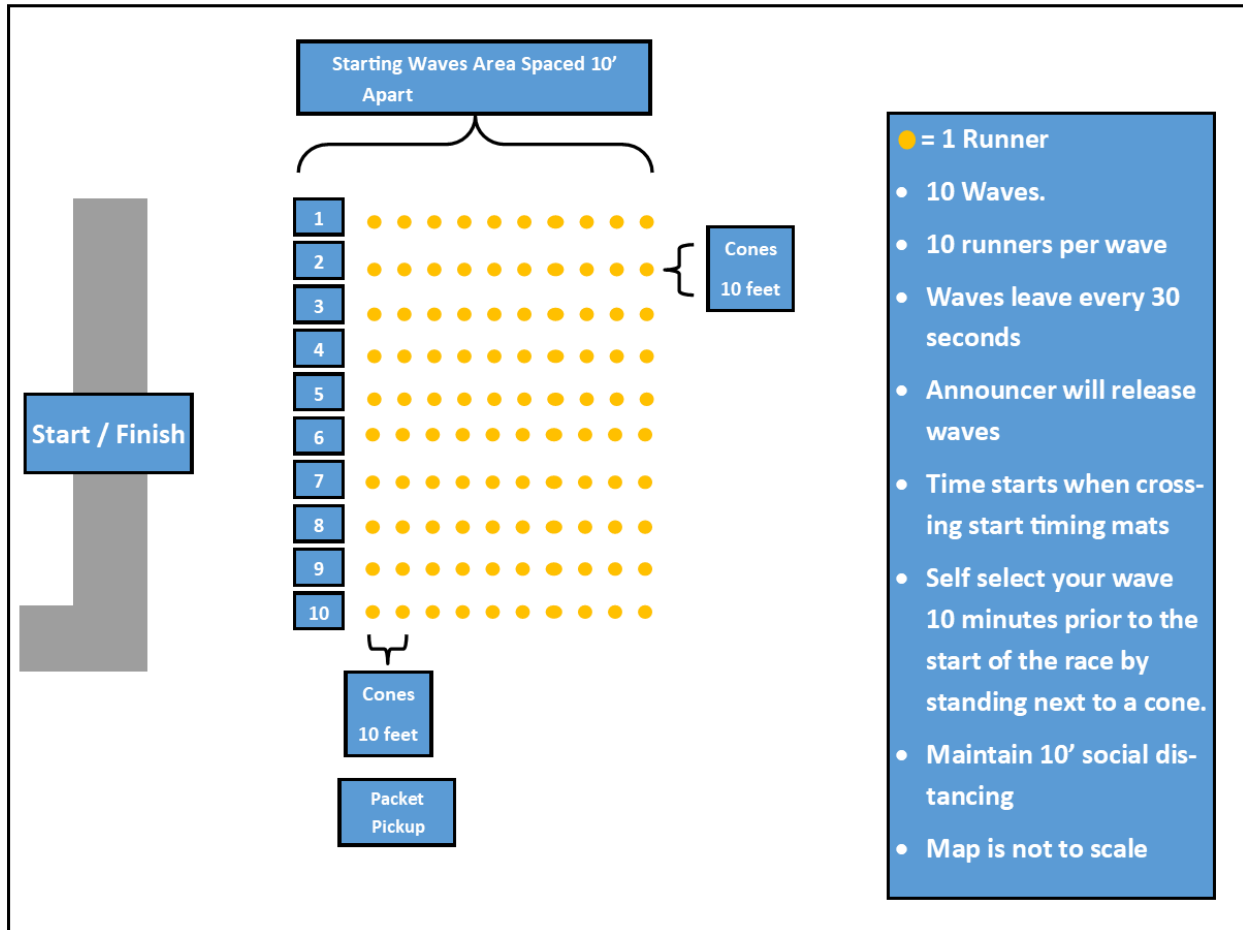 Starting Waves Area Spaced 10’
Apart
1
2
3
4
5
6
7
8
9
10
Cones
10 feet
Start / Finish
Cones
10 feet
Packet
Pickup
= 1 Runner
• 10 Waves.
• 10 runners per wave
• Waves leave every 30
seconds
• Announcer will release
waves
• Time starts when cross-
ing start timing mats
• Self select your wave
10 minutes prior to the
start of the race by
standing next to a cone.
• Maintain 10’ social dis-
tancing
• Map is not to scale